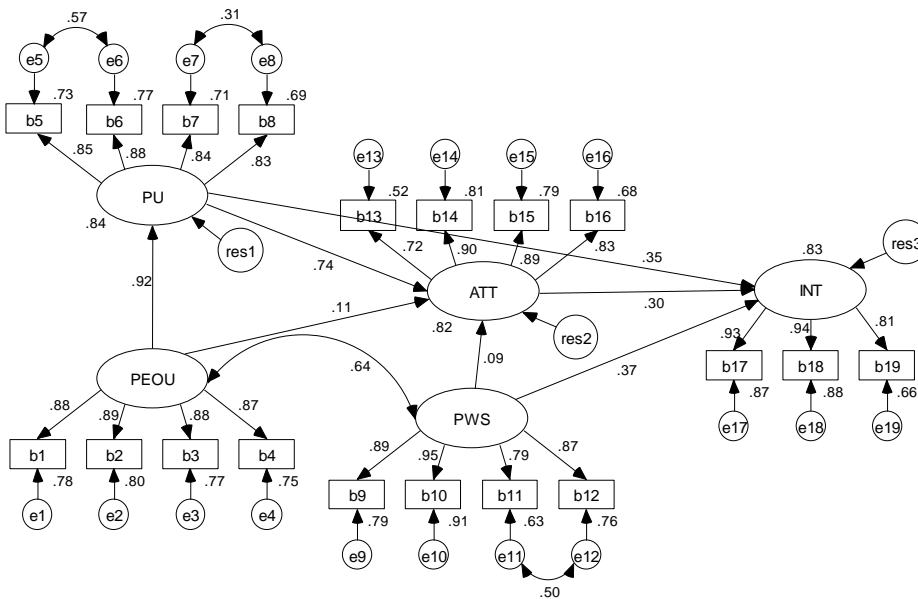 .57 .31
e5 e6 e7 e8
.73 .77 .71 .69
b5 b6 b7 b8
.85 .88 .84 .83
e13 e14 e15 e16
PU
.52 .81 .79 .68
.84
b13 b14 b15 b16
res1
.72 .90 .89 .83
.83
res3
.92
.74
.35
ATT
INT
.30
.11
.82
res2
.93 .94 .81
.09
.64
.37
b17 b18 b19
PEOU
.87 .88 .66
.88 .89 .88 .87
PWS
e17 e18 e19
b1 b2 b3 b4
.89 .95 .79 .87
.78 .80 .77 .75
b9 b10 b11 b12
e1 e2 e3 e4
.79 .91 .63 .76
e9 e10 e11 e12
.50